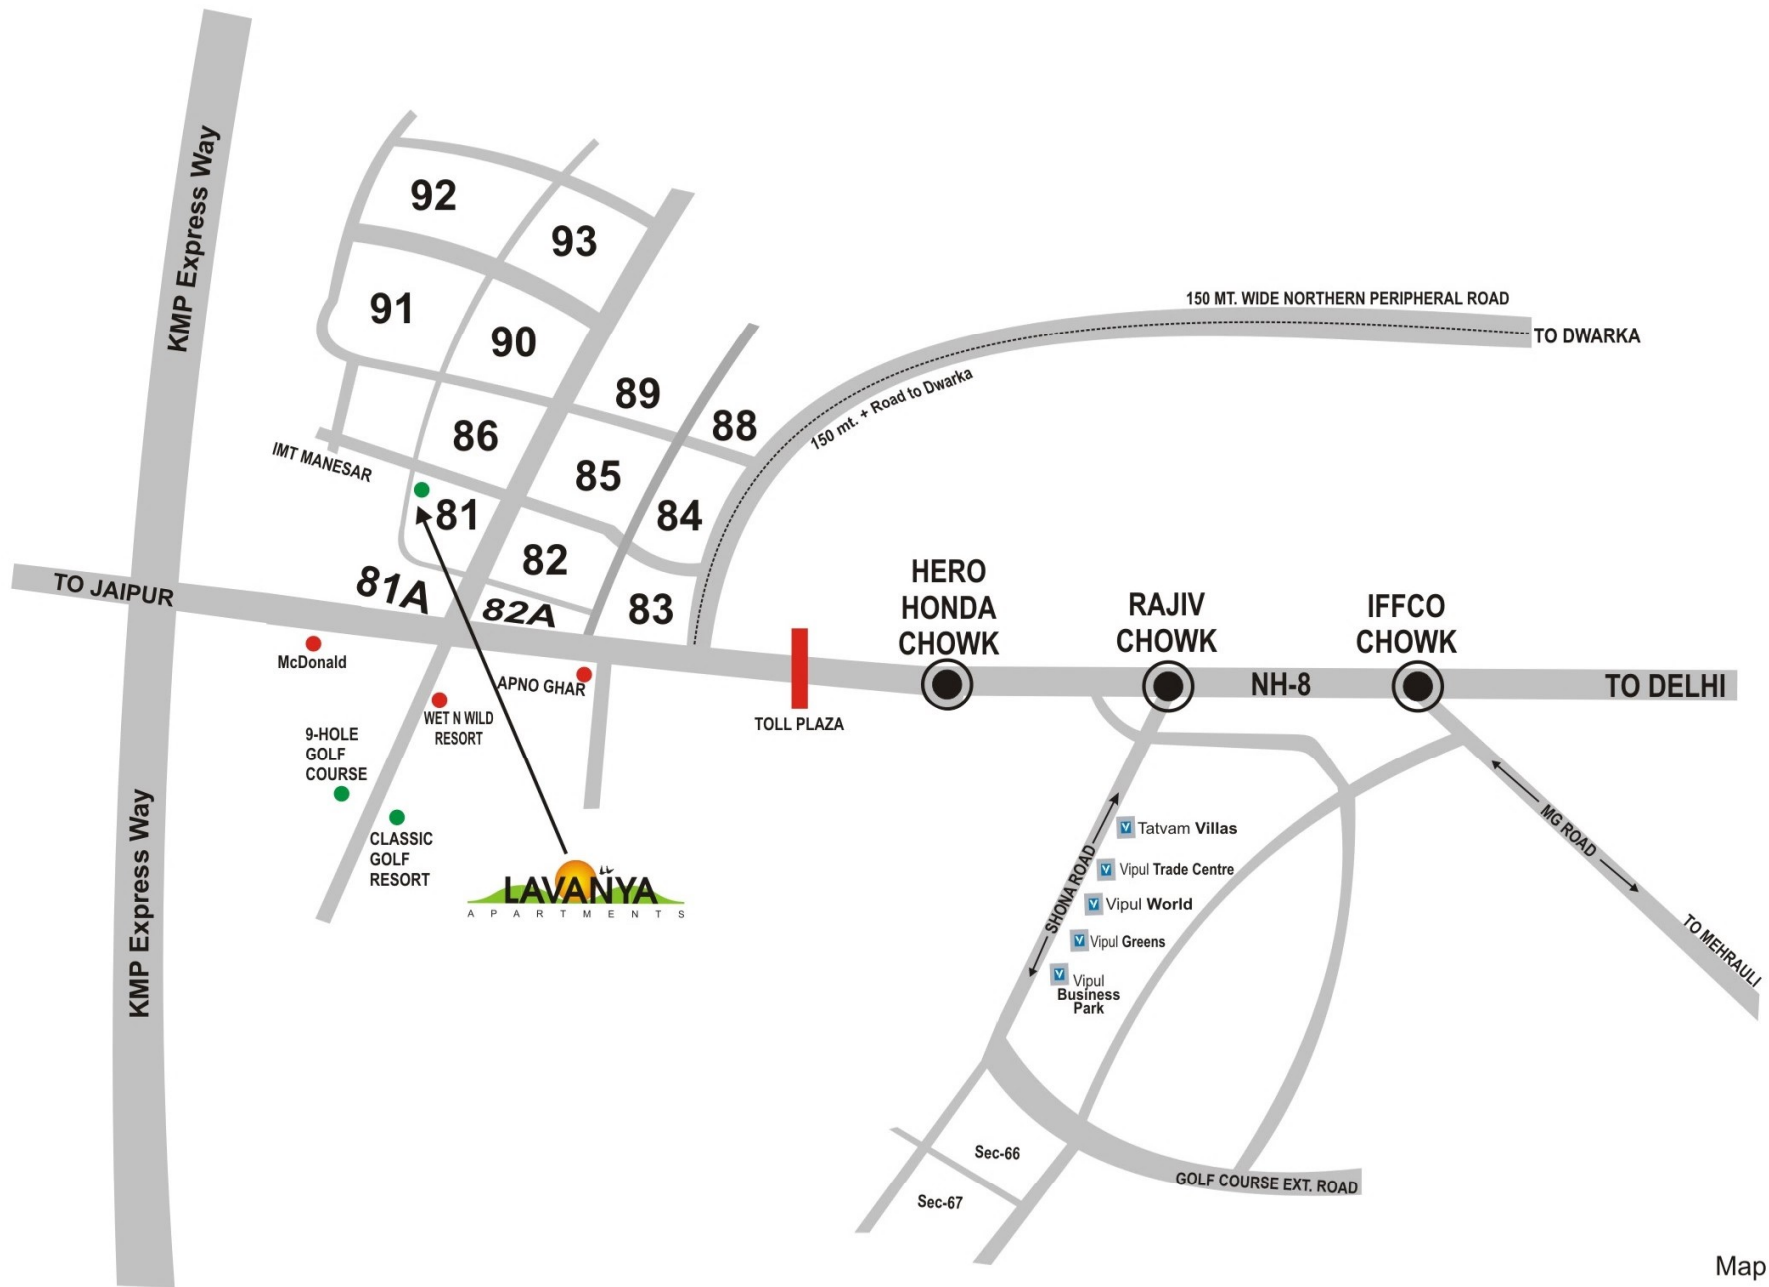 KMP Express Way
92
93
91
90
89
88
86
85
84
81
82
83
81A
82A
IMT MANESAR
150 MT. WIDE NORTHERN PERIPHERAL ROAD
TO DWARKA
150 mt. + Road to Dwarka
TO JAIPUR
HERO
HONDA
CHOWK
RAJIV
CHOWK
IFFCO
CHOWK
NH-8
TO DELHI
McDonald
APNO GHAR
WET N WILD
RESORT
TOLL PLAZA
9-HOLE
GOLF
COURSE
CLASSIC
GOLF
RESORT
KMP Express Way
LAVANYA
APARTMENTS
SHONA ROAD
Tatvam Villas
Vipul Trade Centre
Vipul World
Vipul Greens
Vipul
Business
Park
MG ROAD
TO MEHRAULI
Sec-66
Sec-67
GOLF COURSE EXT. ROAD
Map